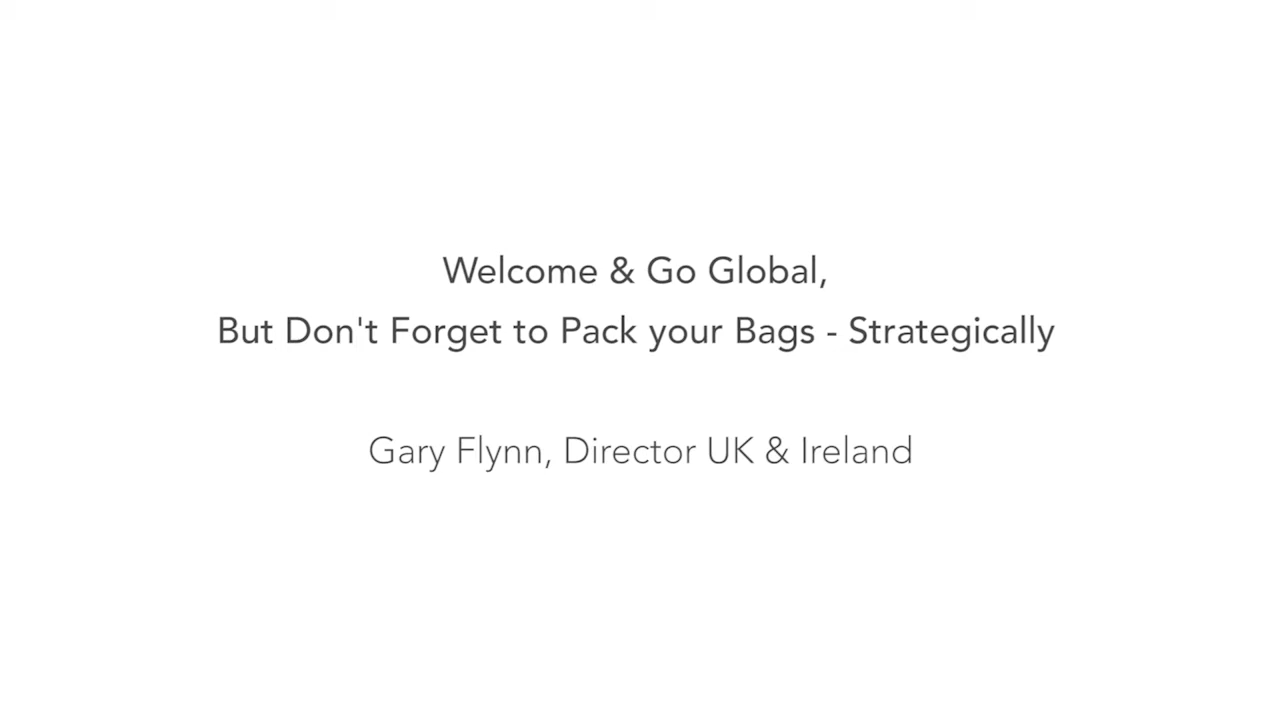 Welcome & Go Global,
But Don't Forget to Pack your Bags - Strategically
Gary Flynn, Director UK & Ireland